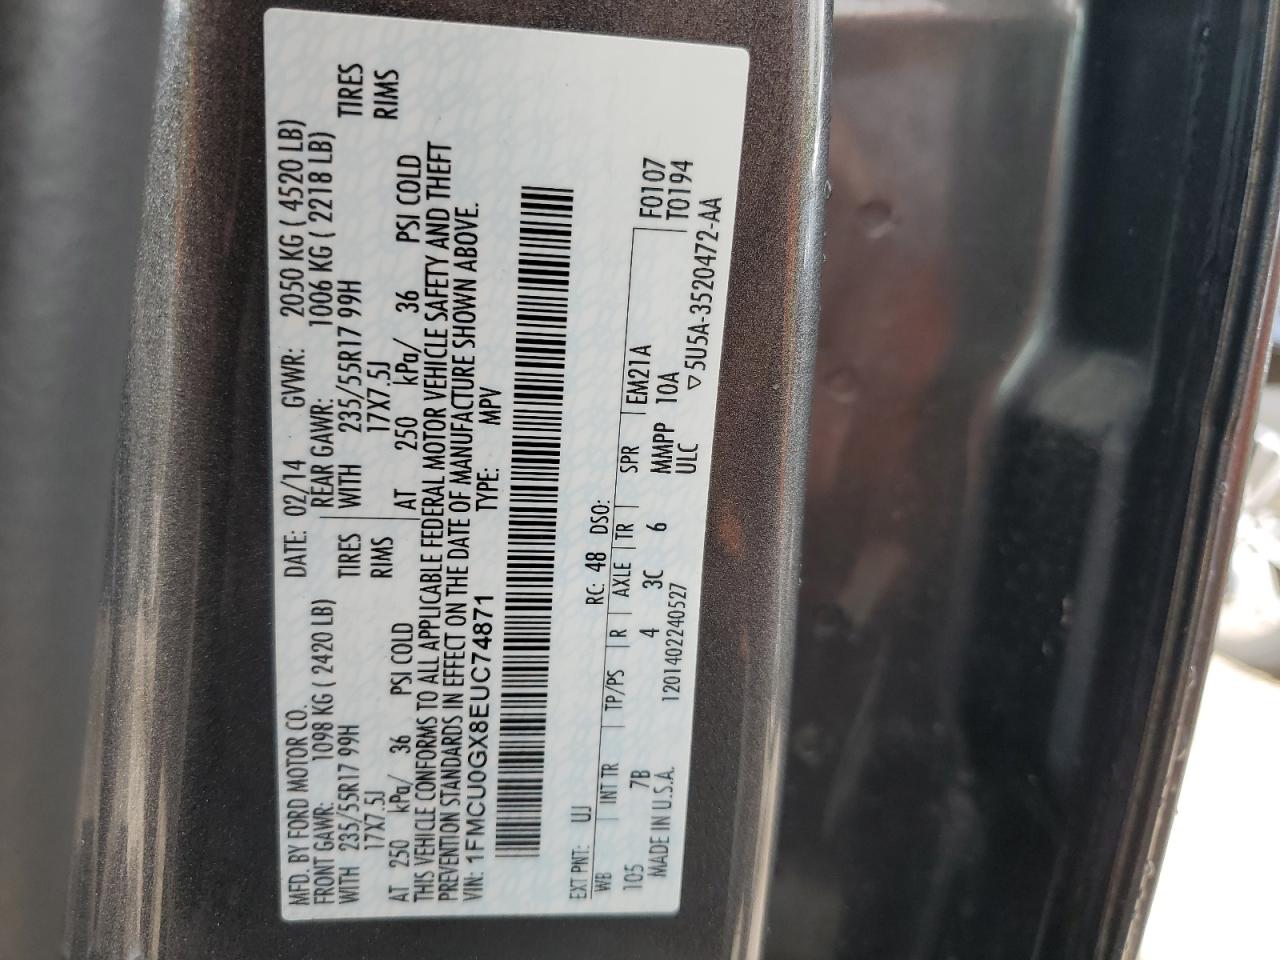 MFD. BY FORD MOTOR CO. DATE: 02/14 GVWR: 2050 KG ( 4520 LB)
FRONT GAWR: 1098 KG ( 2420 LB) REAR GAWR: 1006 KG ( 2218 LB)
WITH 235/55R17 99H TIRES WITH 235/55R17 99H TIRES
17X7.5J RIMS 17X7.5J RIMS
AT 250 kPa/ 36 PSI COLD AT 250 kPa/ 36 PSI COLD
THIS VEHICLE CONFORMS TO ALL APPLICABLE FEDERAL MOTOR VEHICLE SAFETY AND THEFT
PREVENTION STANDARDS IN EFFECT ON THE DATE OF MANUFACTURE SHOWN ABOVE.
VIN: 1FMCU0GX8EUC74871 TYPE: MPV
EXT PNT: UJ RC: 48 DSO:
WB INT TR TP/PS R AXLE TR SPR EM21A F0107
105 7B 4 3C 6 MMPP 10A T0194
MADE IN U.S.A. 1201402240527 ULC
▽5U5A-3520472-AA